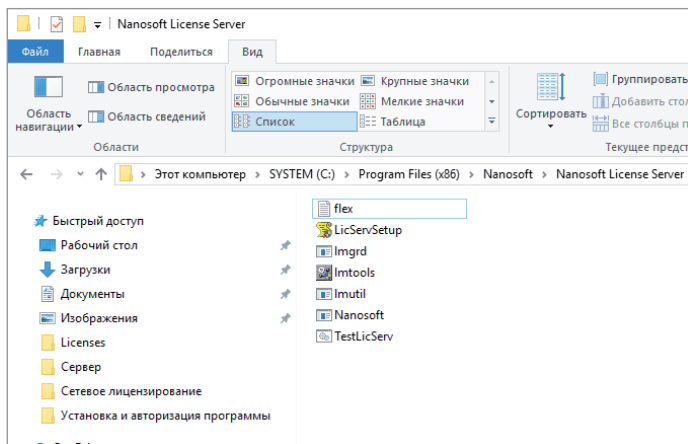 Nanosoft License Server
Файл Главная Поделиться Вид
Область навигации
Область просмотра
Область сведений
Области
Огромные значки Крупные значки
Обычные значки Мелкие значки
Список Таблица
Структура
Сортировать
Группировать
Добавить
Все столбцы
Текущее
Этот компьютер > SYSTEM (C:) > Program Files (x86) > Nanosoft > Nanosoft License Server
Быстрый доступ
Рабочий стол
Загрузки
Документы
Изображения
Licenses
Сервер
Сетевое лицензирование
Установка и авторизация программы
flex
LicServSetup
lmgrd
lmtools
lmutil
Nanosoft
TestLicServ